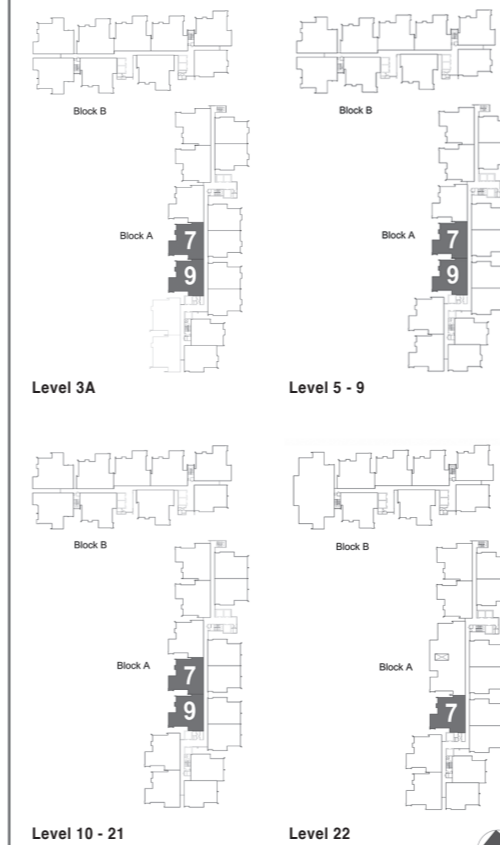 Block B
Block A
7
9
Level 3A
Block B
Block A
7
9
Level 5 - 9
Block B
Block A
7
9
Level 10 - 21
Block B
Block A
7
Level 22